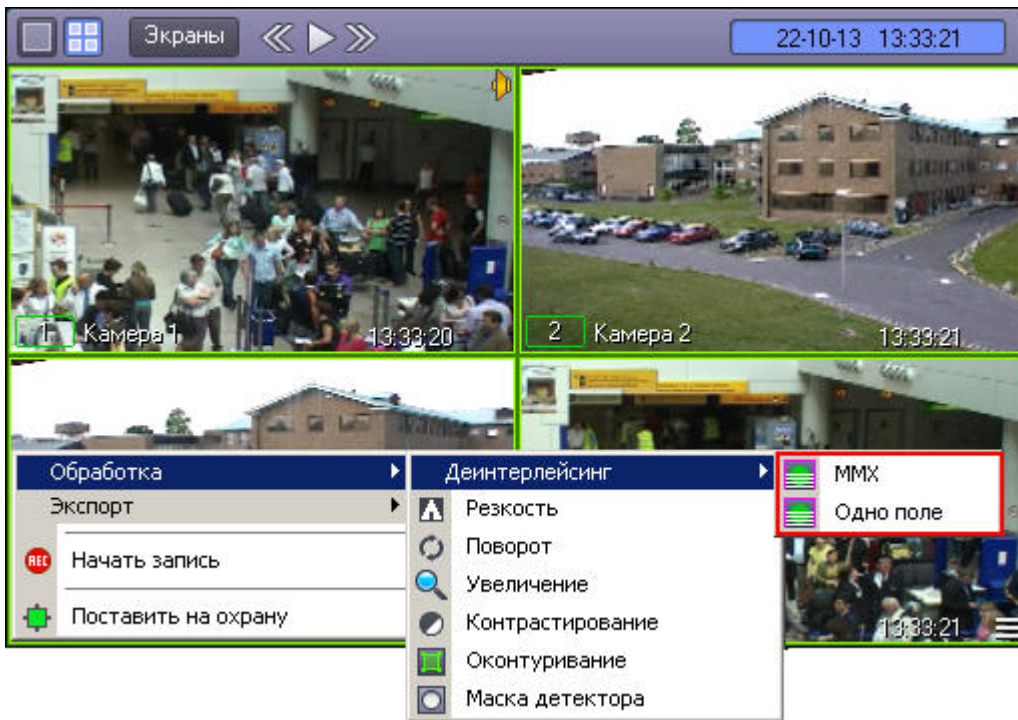 Экраны
22-10-13 13:33:21
1 Камера 1 13:33:20
2 Камера 2 13:33:21
Обработка
Экспорт
REC Начать запись
Поставить на охрану
Деинтерлейсинг
Резкость
Поворот
Увеличение
Контрастирование
Оконтуривание
Маска детектора
MMX
Одно поле
13:33:21